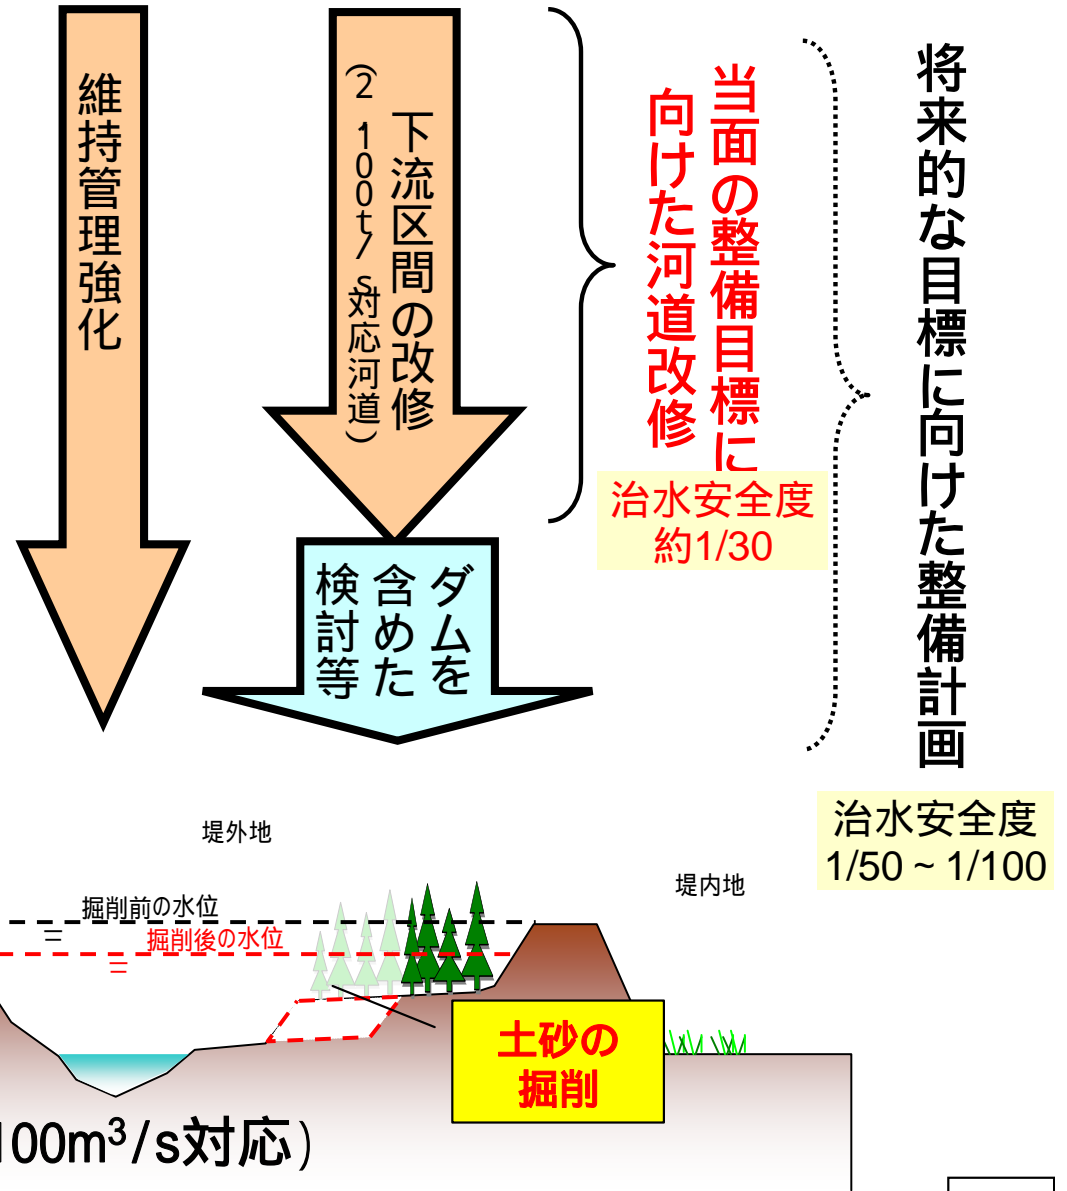 維持管理強化
下流区間の改修
(2,100t/s対応河道)
ダムを
含めた
検討等
当面の整備目標に
向けた河道改修
治水安全度
約1/30
将来的な目標に向けた整備計画
治水安全度
1/50 ~ 1/100
堤外地
堤内地
掘削前の水位
掘削後の水位
土砂の
掘削
100m³/s対応)